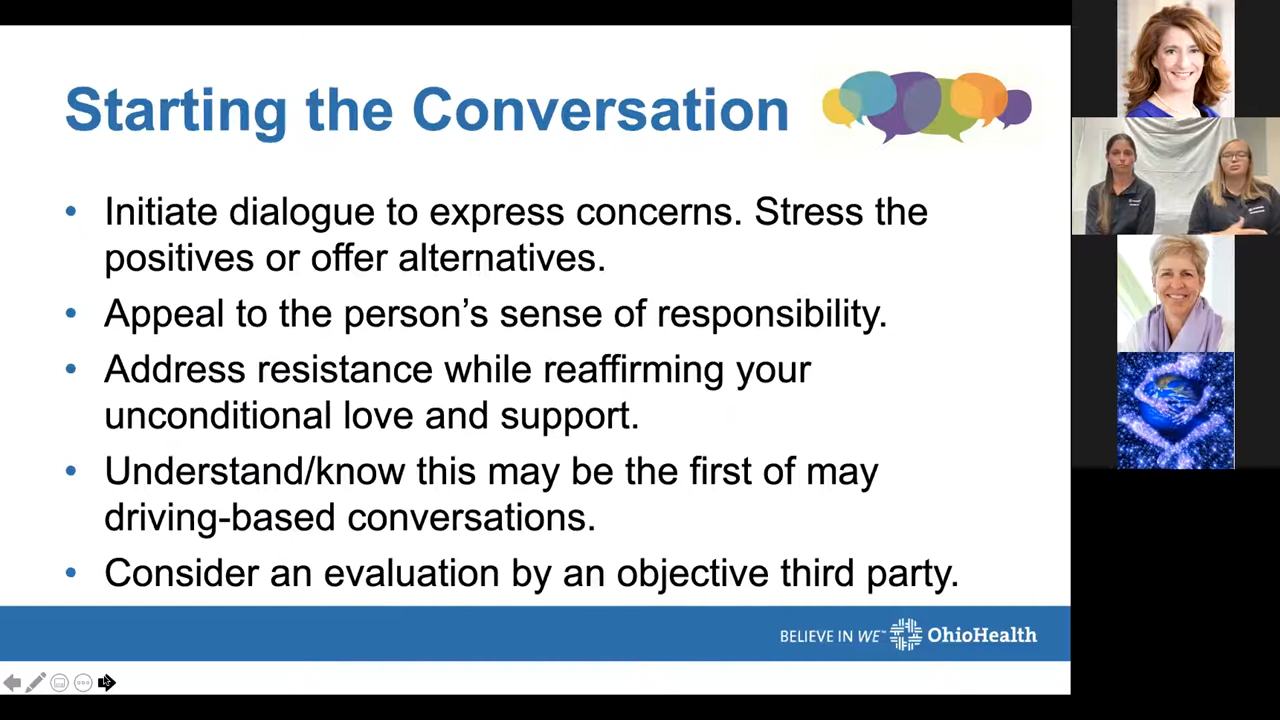 Starting the Conversation
• Initiate dialogue to express concerns. Stress the
positives or offer alternatives.
• Appeal to the person’s sense of responsibility.
• Address resistance while reaffirming your
unconditional love and support.
• Understand/know this may be the first of may
driving-based conversations.
• Consider an evaluation by an objective third party.
BELIEVE IN WE™ OhioHealth